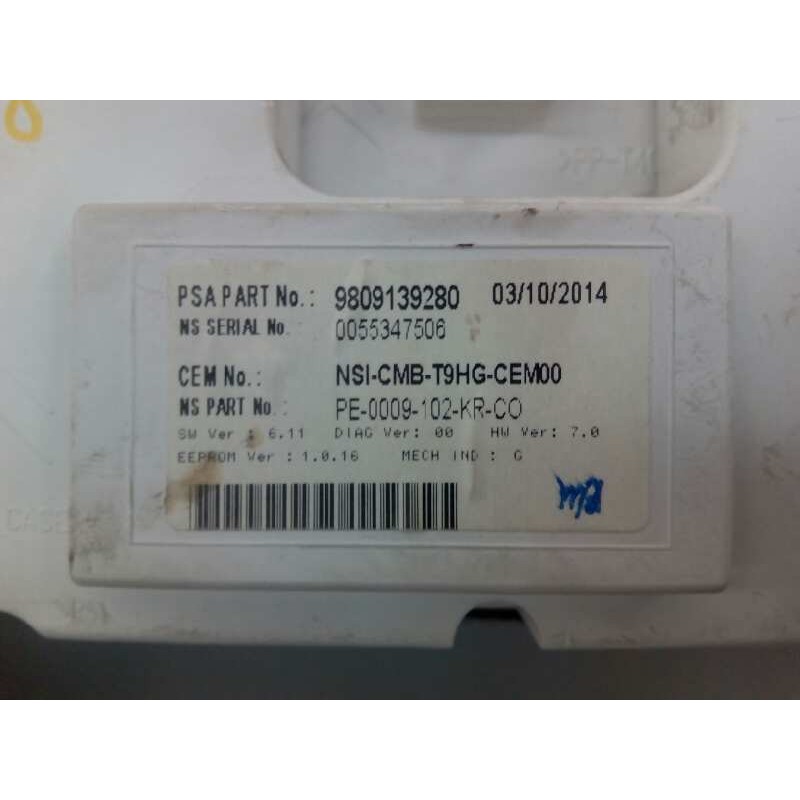 >PP-T
PSA PART No.: 9809139280 03/10/2014
NS SERIAL No. 0055347506
CEM No.: NSI-CMB-T9HG-CEM00
NS PART No. : PE-0009-102-KR-CO
SW Ver : 6.11 DIAG Ver: 00 HW Ver: 7.0
EEPROM Ver : 1.0.16 MECH IND : G
CASE